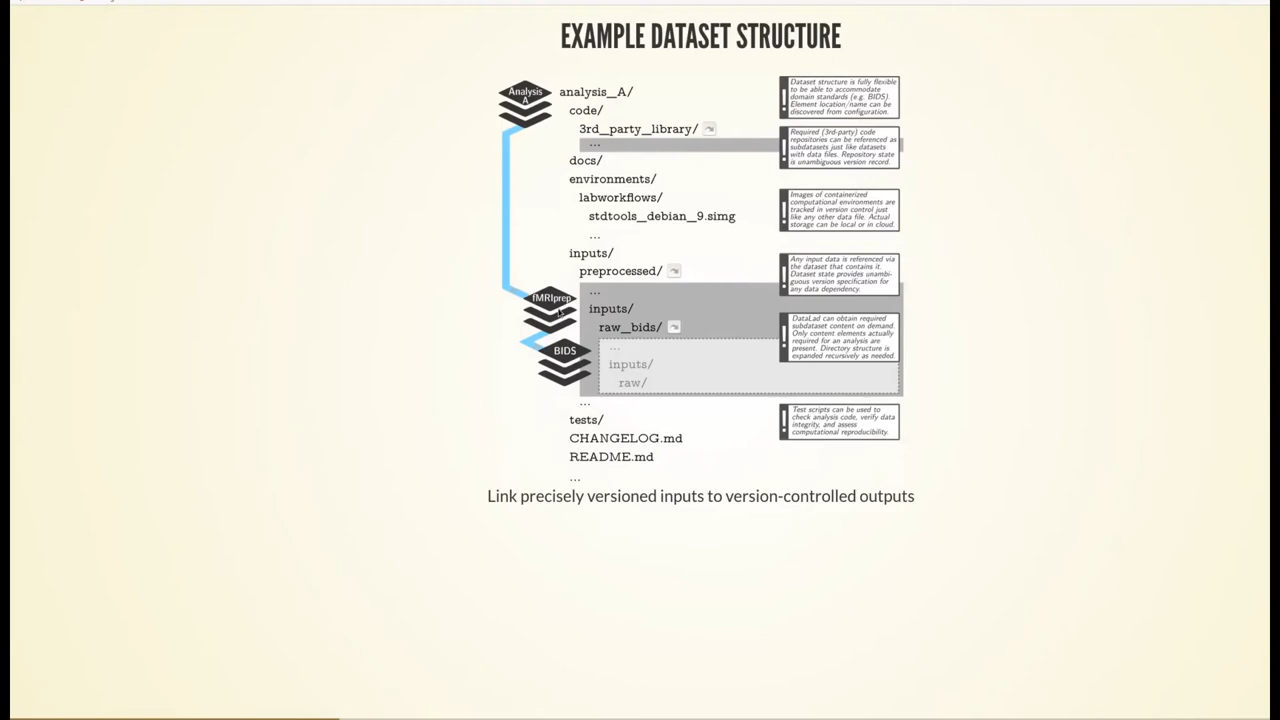 EXAMPLE DATASET STRUCTURE
Analysis
A
analysis_A/
code/
3rd_party_library/
...
docs/
environments/
labworkflows/
stdtools_debian_9.simg
...
inputs/
preprocessed/
...
fMRIprep
inputs/
raw_bids/
BIDS
...
inputs/
raw/
...
tests/
CHANGELOG.md
README.md
...
! Dataset structure is fully flexible
to be able to accommodate
domain standards (e.g. BIDS).
Element location/name can be
discovered from configuration.
! Required (3rd-party) code
repositories can be referenced as
subdatasets just like datasets
with data files. Repository state
is unambiguous version record.
! Images of containerized
computational environments are
tracked in version control just
like any other data file. Actual
storage can be local or in cloud.
! Any input data is referenced via
the dataset that contains it.
Dataset state provides unambi-
guous version specification for
any data dependency.
! DataLad can obtain required
subdataset content on demand.
Only content elements actually
required for an analysis are
present. Directory structure is
expanded recursively as needed.
! Test scripts can be used to
check analysis code, verify data
integrity, and assess
computational reproducibility.
Link precisely versioned inputs to version-controlled outputs